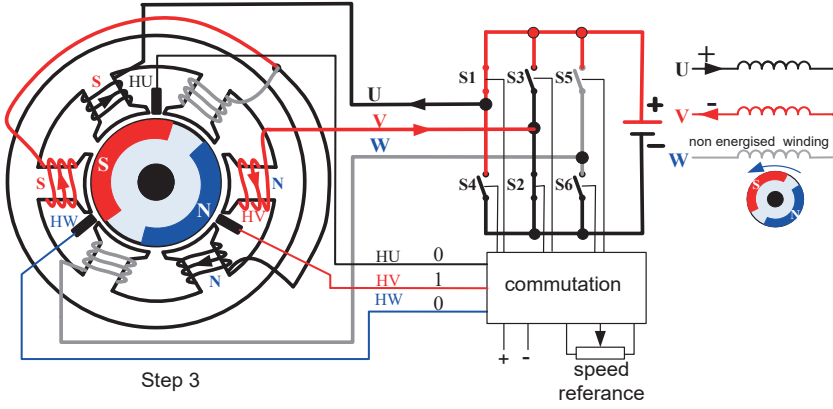 S
HU
S
N
HV
HW
N
S
N
Step 3
U
V
W
S1
S3
S5
S4
S2
S6
+
-
HU 0
HV 1
HW 0
commutation
+ -
speed
referance
U +
V -
non energised winding
W
S
N